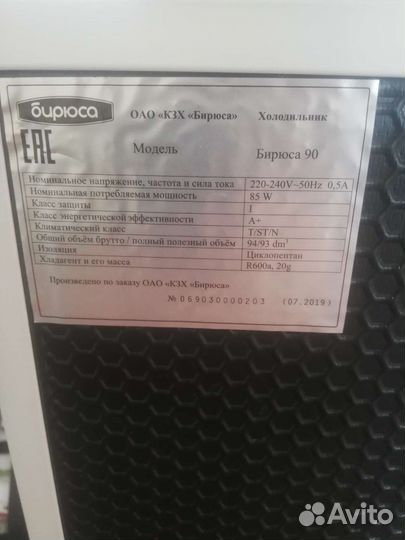 бирюса
ОАО «КЗХ «Бирюса» Холодильник
ЕАС
Модель Бирюса 90
Номинальное напряжение, частота и сила тока 220-240V~50Hz 0,5A
Номинальная потребляемая мощность 85 W
Класс защиты I
Класс энергетической эффективности A+
Климатический класс T/ST/N
Общий объём брутто / полный полезный объём 94/93 dm³
Изоляция Циклопентан
Хладагент и его масса R600a, 20g
Произведено по заказу ОАО «КЗХ «Бирюса»
№ 069030000203 (07.2019)
Avito